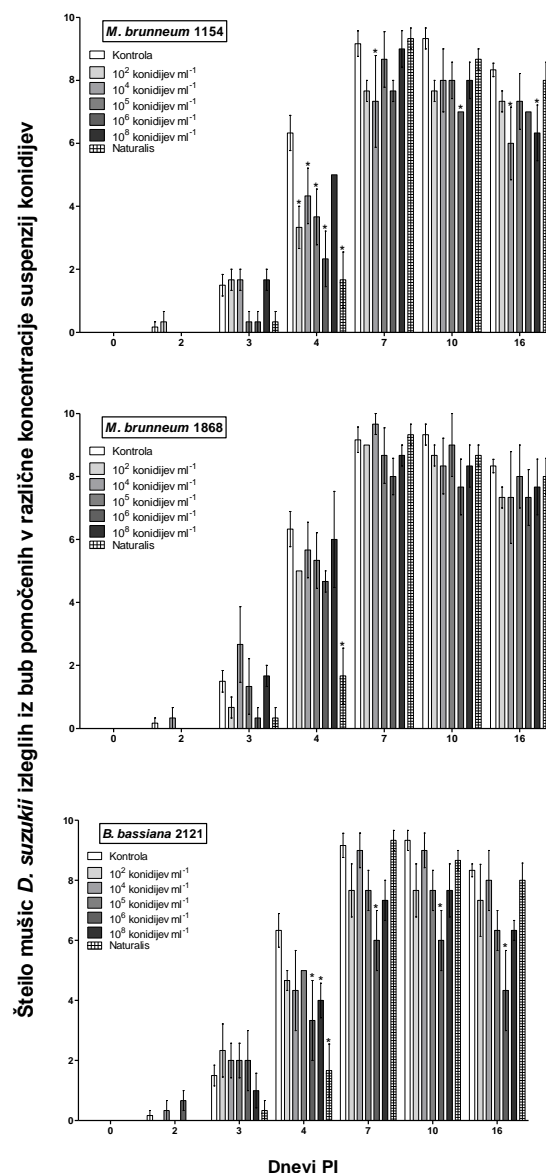 Šteilo mušic D. suzukii izleglih iz bub pomočenih v različne koncentracije suspenzij konidijev
M. brunneum 1154
Kontrola
10² konidijev ml⁻¹
10⁴ konidijev ml⁻¹
10⁵ konidijev ml⁻¹
10⁶ konidijev ml⁻¹
10⁸ konidijev ml⁻¹
Naturalis
10
8
6
4
2
0
* * * * *
* * * * *
0 2 3 4 7 10 16
M. brunneum 1868
Kontrola
10² konidijev ml⁻¹
10⁴ konidijev ml⁻¹
10⁵ konidijev ml⁻¹
10⁶ konidijev ml⁻¹
10⁸ konidijev ml⁻¹
Naturalis
10
8
6
4
2
0
*
0 2 3 4 7 10 16
B. bassiana 2121
Kontrola
10² konidijev ml⁻¹
10⁴ konidijev ml⁻¹
10⁵ konidijev ml⁻¹
10⁶ konidijev ml⁻¹
10⁸ konidijev ml⁻¹
Naturalis
10
8
6
4
2
0
* * * * * *
0 2 3 4 7 10 16
Dnevi PI